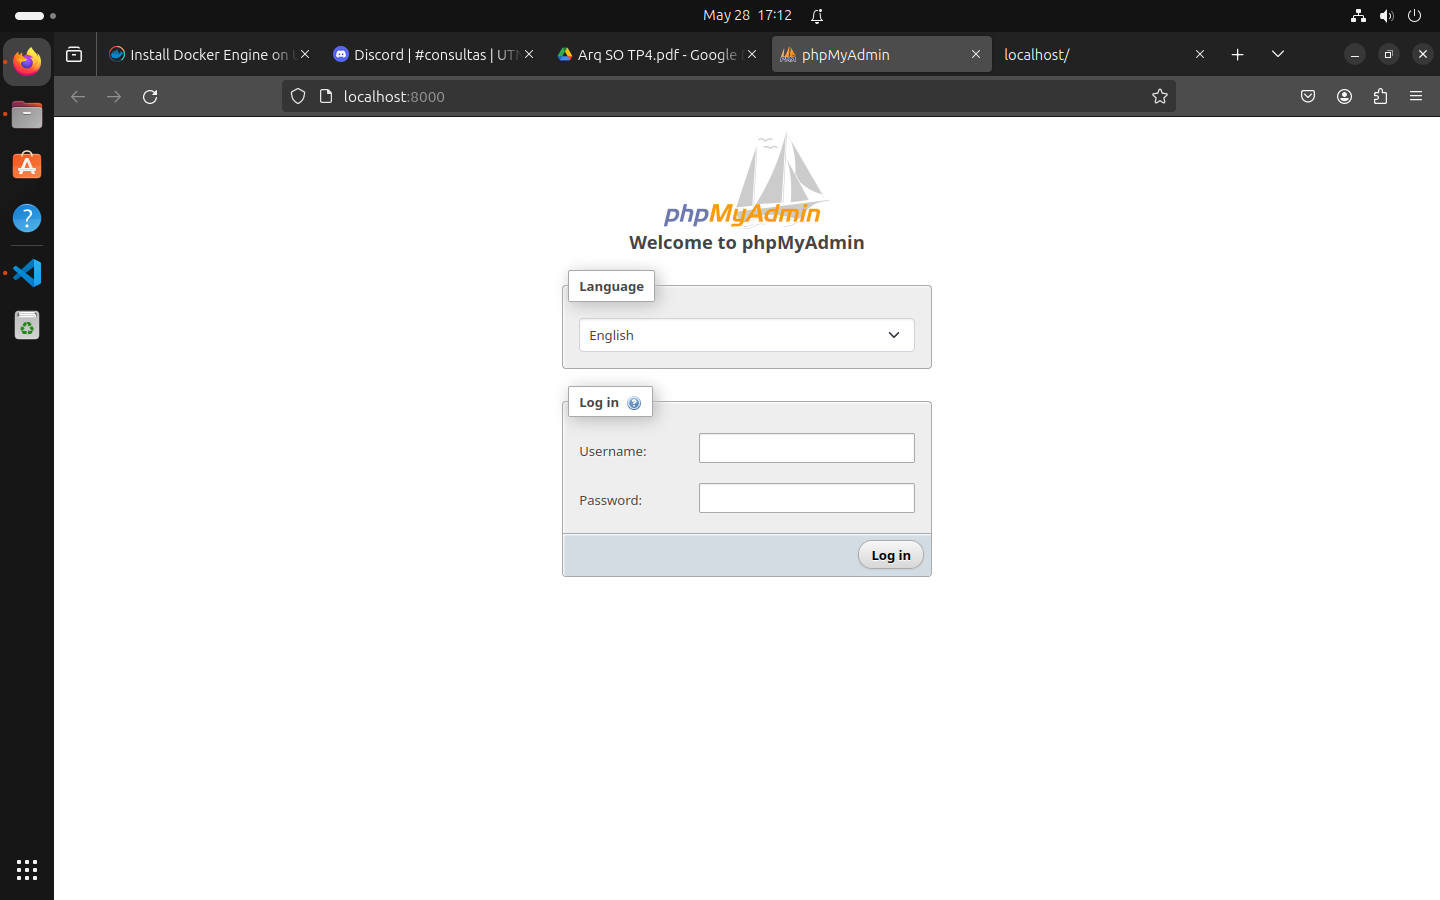 May 28 17:12
Install Docker Engine on
Discord | #consultas | UTN
Arq SO TP4.pdf - Google
phpMyAdmin
localhost/
localhost:8000
phpMyAdmin
Welcome to phpMyAdmin
Language
English
Log in
Username:
Password:
Log in